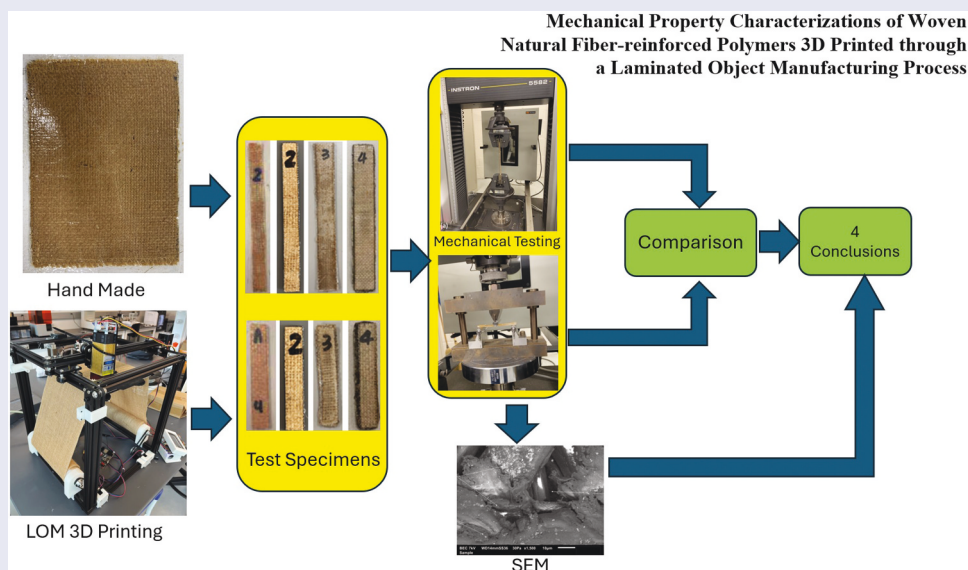 Mechanical Property Characterizations of Woven
Natural Fiber-reinforced Polymers 3D Printed through
a Laminated Object Manufacturing Process
INSTRON 5582
2
2
3
4
Hand Made
Mechanical Testing
Comparison
4
Conclusions
A
4
2
3
4
Test Specimens
LOM 3D Printing
SEM